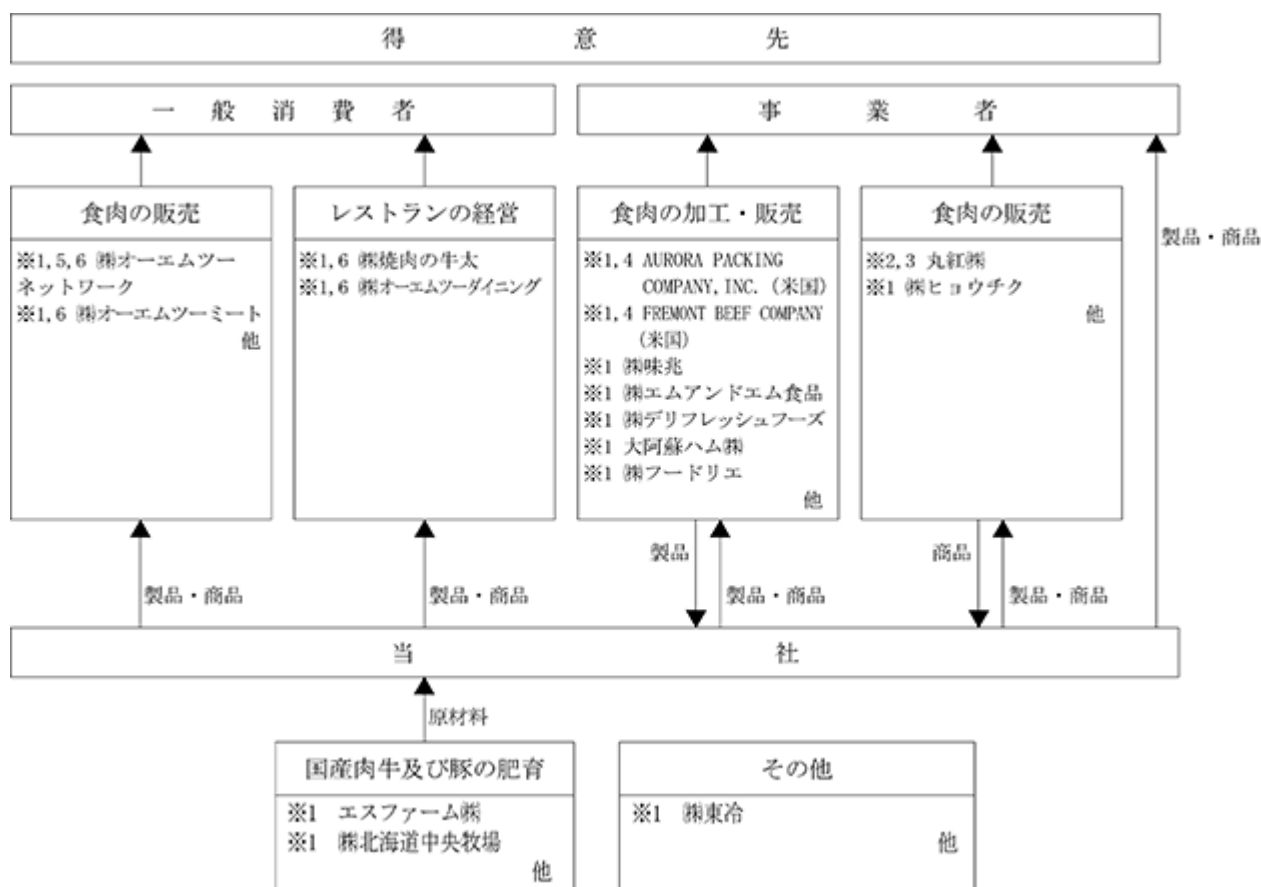 得意先
一般消費者
事業者
食肉の販売
※1,5,6 ㈱オーエムツー
ネットワーク
※1,6 ㈱オーエムツーミート
他
レストランの経営
※1,6 ㈱焼肉の牛太
※1,6 ㈱オーエムツーダイニング
食肉の加工・販売
※1,4 AURORA PACKING
COMPANY,INC. (米国)
※1,4 FREMONT BEEF COMPANY
(米国)
※1 ㈱味兆
※1 ㈱エムアンドエム食品
※1 ㈱デリフレッシュフーズ
※1 大阿蘇ハム㈱
※1 ㈱フードリエ
他
食肉の販売
※2,3 丸紅㈱
※1 ㈱ヒョウチク
他
製品・商品
製品・商品
製品・商品
製品
製品・商品
商品
製品・商品
当社
原材料
国産肉牛及び豚の肥育
※1 エスファーム㈱
※1 ㈱北海道中央牧場
他
その他
※1 ㈱東冷
他